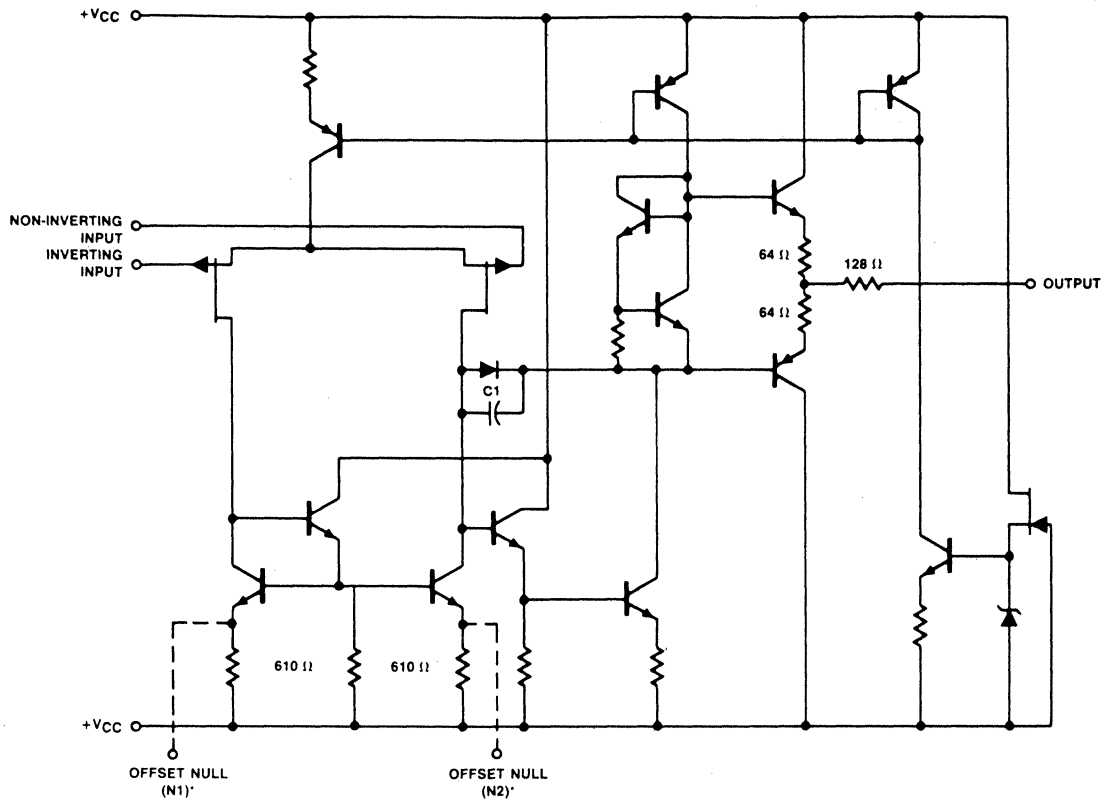 +VCC
NON-INVERTING
INPUT
INVERTING
INPUT
64 Ω
128 Ω
OUTPUT
64 Ω
C1
610 Ω
610 Ω
+VCC
OFFSET NULL
(N1)*
OFFSET NULL
(N2)*